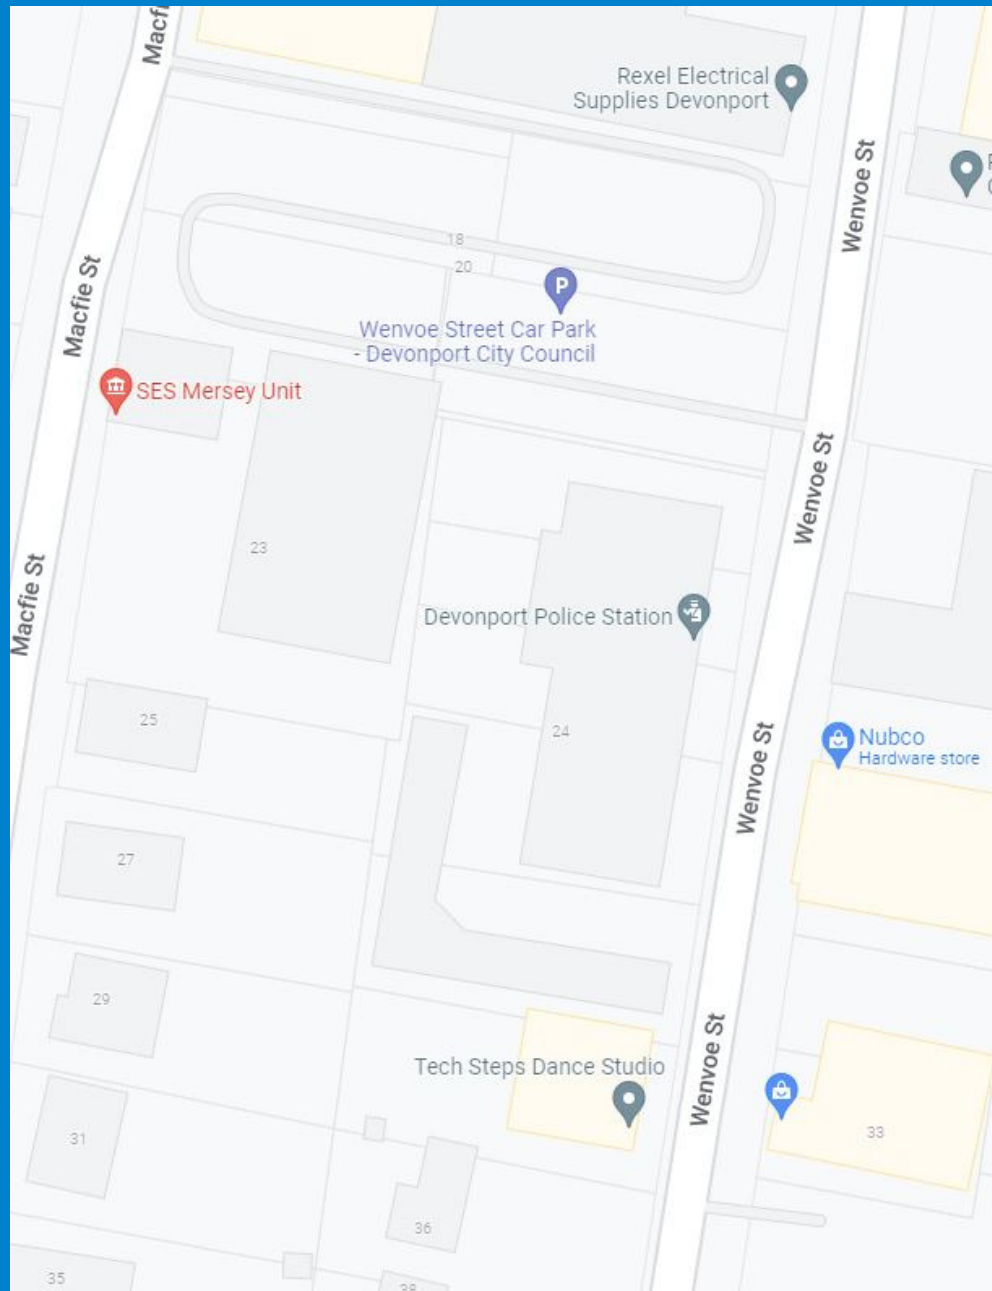 Macfi
Rexel Electrical
Supplies Devonport
Wenvoe St
18
20
Macfie St
Wenvoe Street Car Park
- Devonport City Council
SES Mersey Unit
Wenvoe St
23
Macfie St
Devonport Police Station
25
24
Wenvoe St
Nubco
Hardware store
27
29
Wenvoe St
Tech Steps Dance Studio
31
33
36
35
38